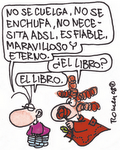 NO SE CUELGA, NO SE
ENCHUFA, NO NECE-
SITA ADSL, ES FIABLE,
MARAVILLOSO Y
ETERNO.
¿EL LIBRO?
EL LIBRO.